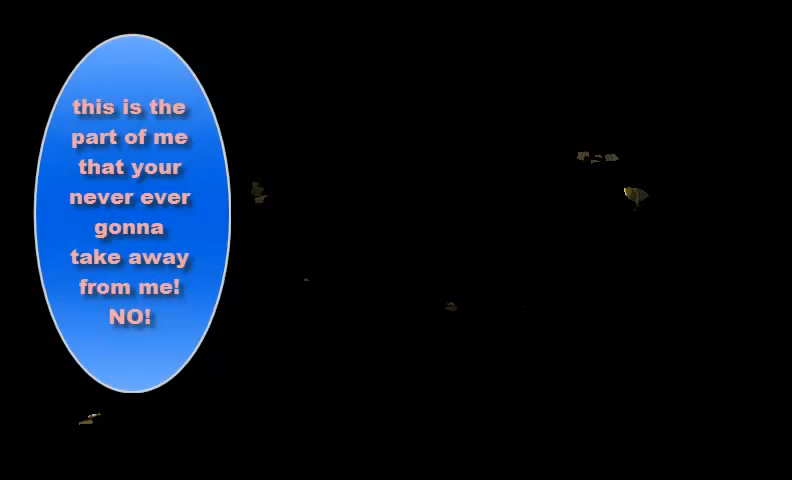 this is the
part of me
that your
never ever
gonna
take away
from me!
NO!